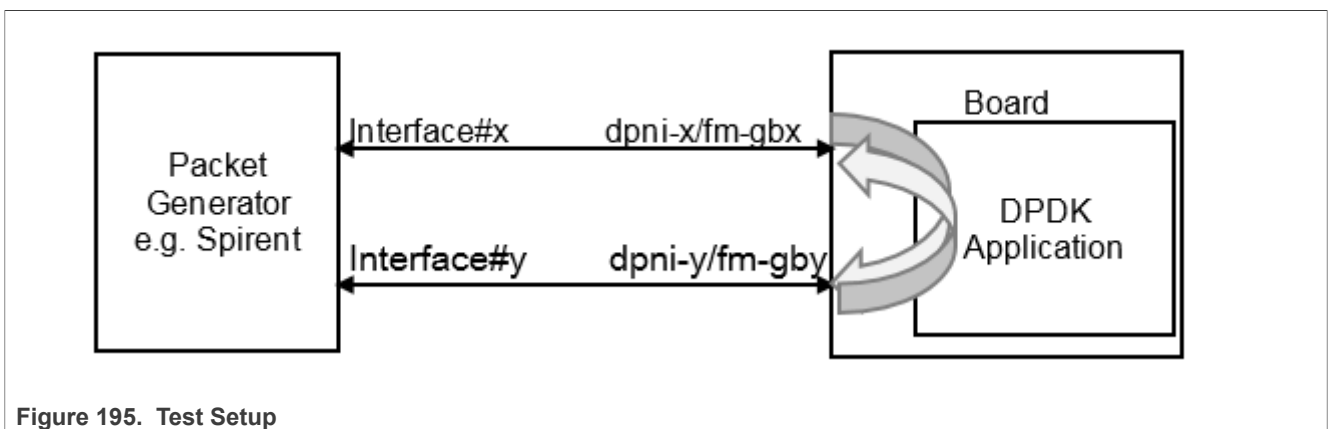 Packet
Generator
e.g. Spirent
Interface#x dpni-x/fm-gbx
Interface#y dpni-y/fm-gby
Board
DPDK
Application
Figure 195. Test Setup